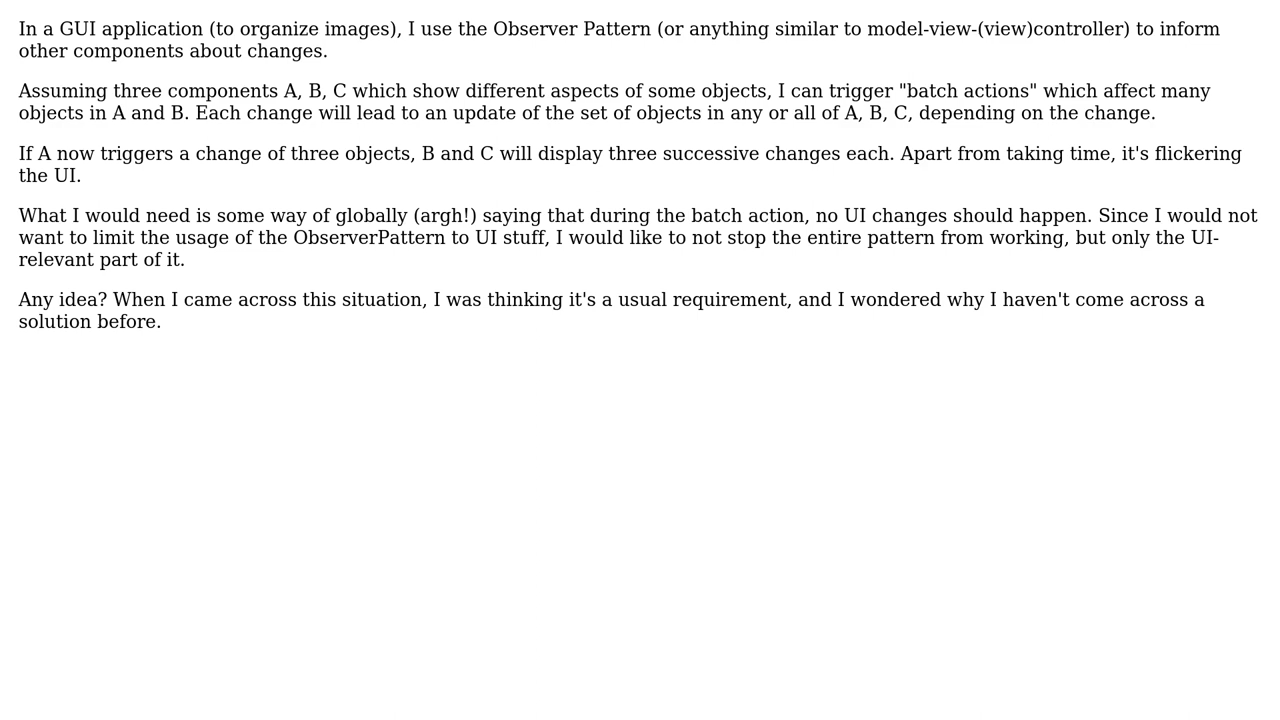 In a GUI application (to organize images), I use the Observer Pattern (or anything similar to model-view-(view)controller) to inform
other components about changes.
Assuming three components A, B, C which show different aspects of some objects, I can trigger "batch actions" which affect many
objects in A and B. Each change will lead to an update of the set of objects in any or all of A, B, C, depending on the change.
If A now triggers a change of three objects, B and C will display three successive changes each. Apart from taking time, it's flickering
the UI.
What I would need is some way of globally (argh!) saying that during the batch action, no UI changes should happen. Since I would not
want to limit the usage of the ObserverPattern to UI stuff, I would like to not stop the entire pattern from working, but only the UI-
relevant part of it.
Any idea? When I came across this situation, I was thinking it's a usual requirement, and I wondered why I haven't come across a
solution before.